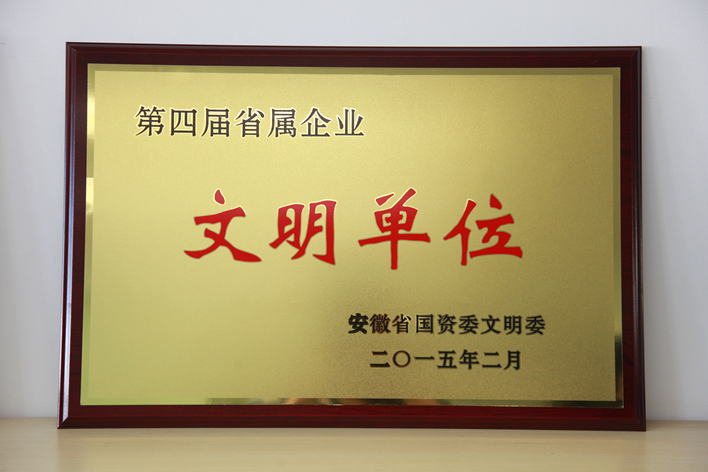 第四届省属企业
文明单位
安徽省国资委文明委
二〇一五年二月